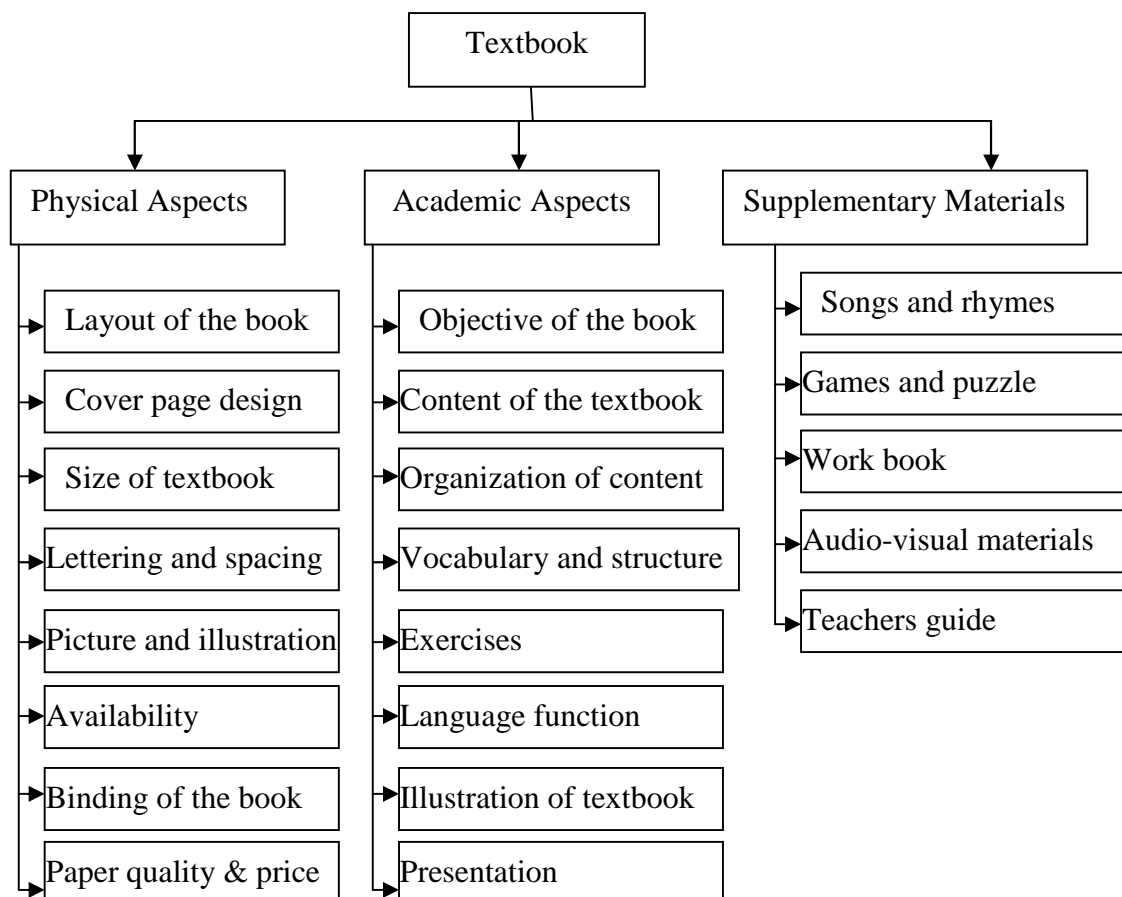 Textbook
Physical Aspects
Academic Aspects
Supplementary Materials
Layout of the book
Cover page design
Size of textbook
Lettering and spacing
Picture and illustration
Availability
Binding of the book
Paper quality & price
Objective of the book
Content of the textbook
Organization of content
Vocabulary and structure
Exercises
Language function
Illustration of textbook
Presentation
Songs and rhymes
Games and puzzle
Work book
Audio-visual materials
Teachers guide